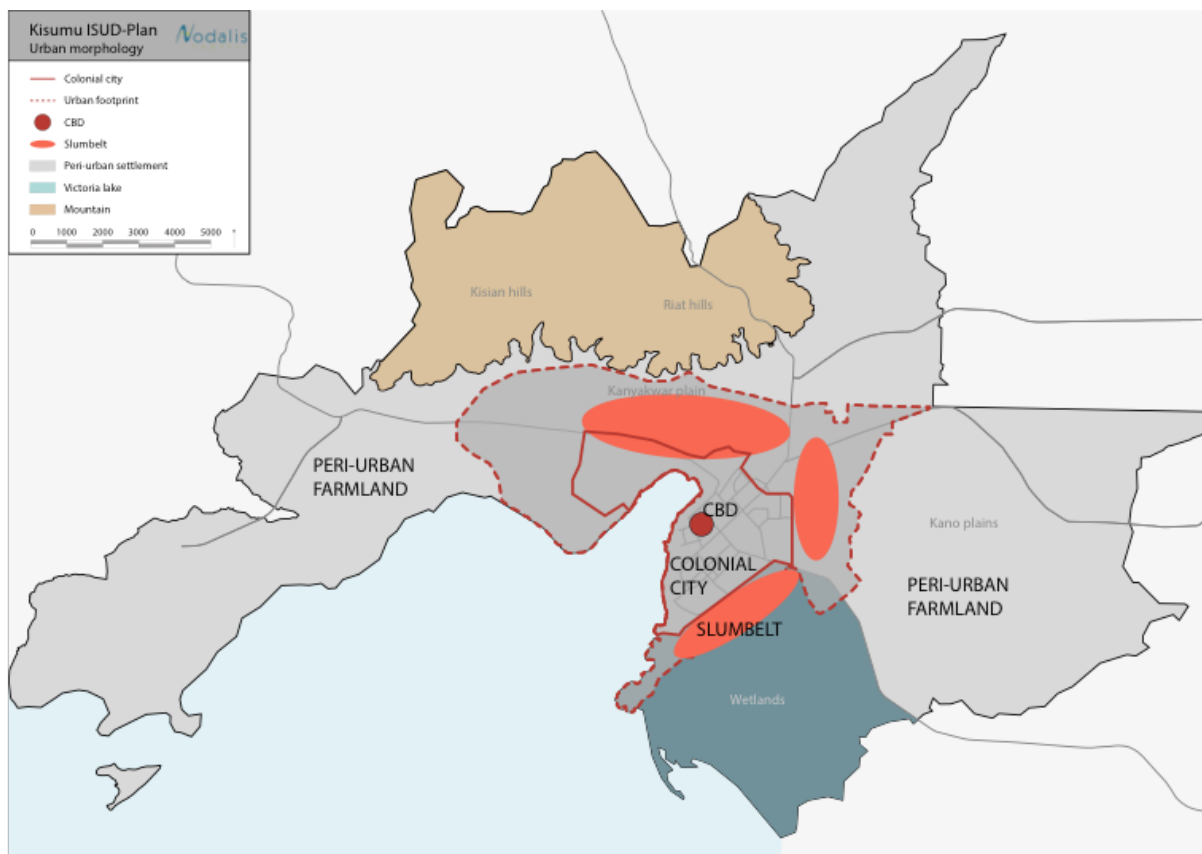 Kisumu ISUD-Plan
Nodalis
Urban morphology
Colonial city
Urban footprint
CBD
Slumbelt
Peri-urban settlement
Victoria lake
Mountain
0 1000 2000 3000 4000 5000
Kisian hills
Riat hills
Kanyakwar plain
PERI-URBAN
FARMLAND
CBD
Kano plains
COLONIAL
CITY
PERI-URBAN
FARMLAND
SLUMBELT
Wetlands